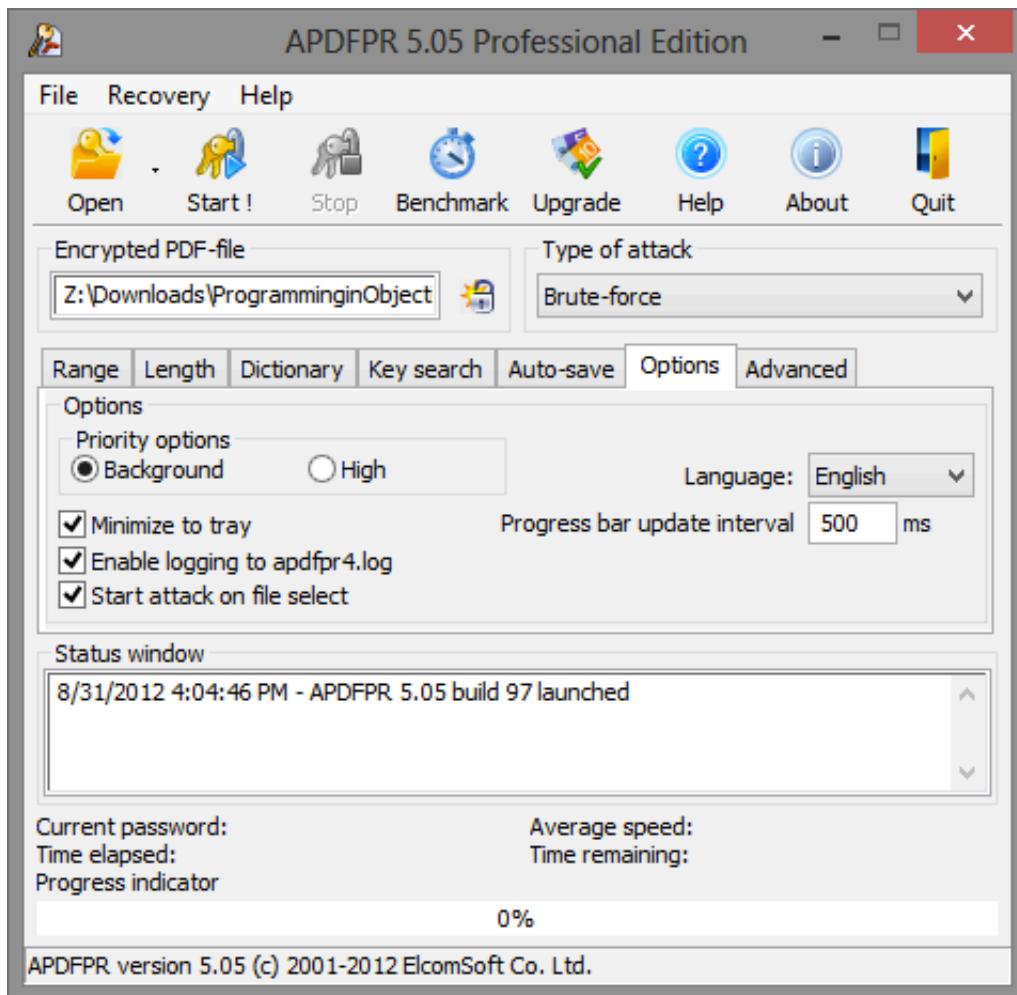 APDFPR 5.05 Professional Edition
File Recovery Help
Open Start ! Stop Benchmark Upgrade Help About Quit
Encrypted PDF-file
Z:\Downloads\ProgramminginObject
Type of attack
Brute-force
Range Length Dictionary Key search Auto-save Options Advanced
Options
Priority options
Background High
Language: English
Minimize to tray
Progress bar update interval 500 ms
Enable logging to apdfpr4.log
Start attack on file select
Status window
8/31/2012 4:04:46 PM - APDFPR 5.05 build 97 launched
Current password:
Average speed:
Time elapsed:
Time remaining:
Progress indicator
0%
APDFPR version 5.05 (c) 2001-2012 ElcomSoft Co. Ltd.